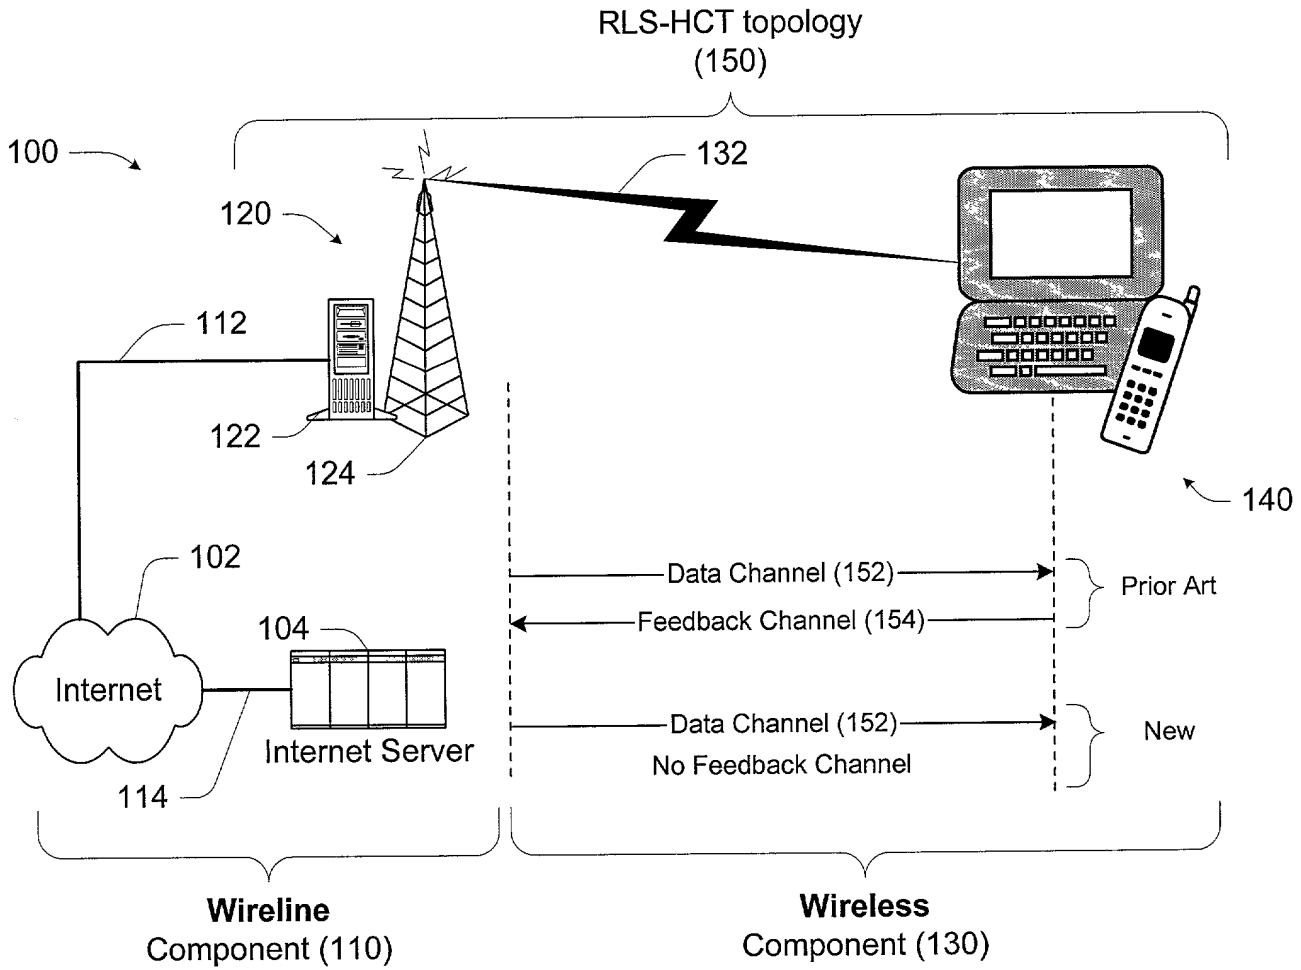 RLS-HCT topology
(150)
100
132
120
112
122
124
140
102
Data Channel (152)
Prior Art
Feedback Channel (154)
104
Internet
Data Channel (152)
New
Internet Server
No Feedback Channel
114
Wireline
Component (110)
Wireless
Component (130)